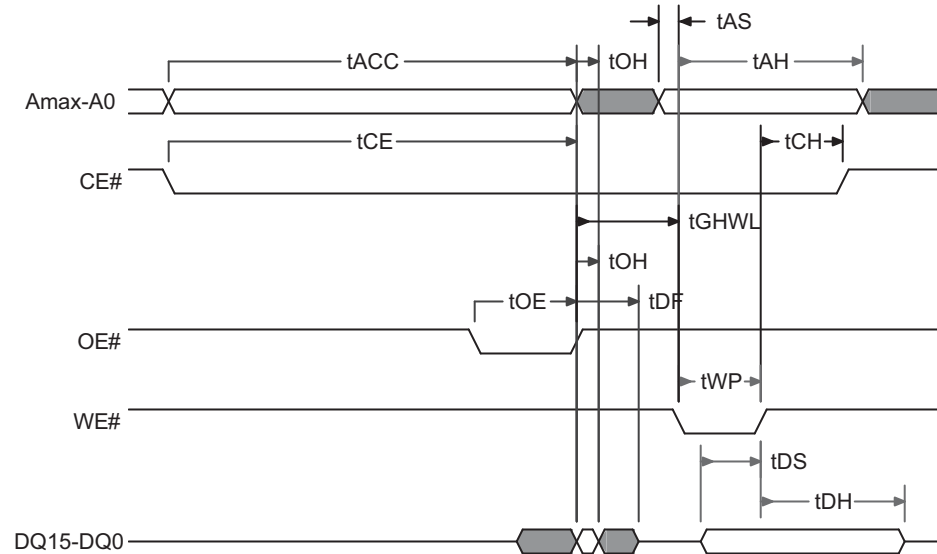 tAS
tACC
tOH
tAH
Amax-A0
tCE
tCH
CE#
tGHWL
tOH
tOE
tDF
OE#
tWP
WE#
tDS
tDH
DQ15-DQ0